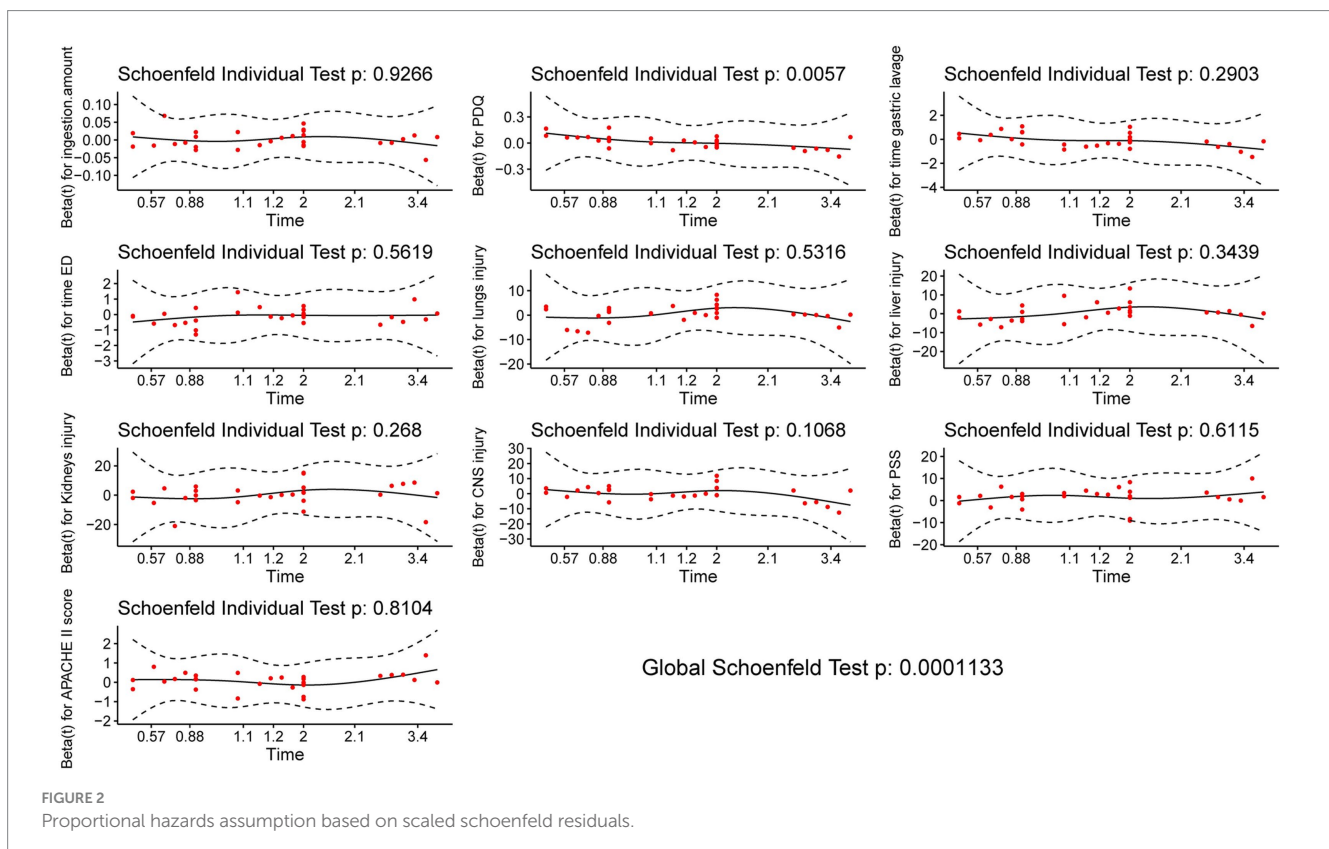 Schoenfeld Individual Test p: 0.9266
Beta(t) for ingestion.amount
0.10
0.05
0.00
−0.05
−0.10
0.57 0.88 1.1 1.2 2 2.1 3.4
Time
Schoenfeld Individual Test p: 0.0057
Beta(t) for PDQ
0.3
0.0
−0.3
0.57 0.88 1.1 1.2 2 2.1 3.4
Time
Schoenfeld Individual Test p: 0.2903
Beta(t) for time gastric lavage
2
0
−2
−4
0.57 0.88 1.1 1.2 2 2.1 3.4
Time
Schoenfeld Individual Test p: 0.5619
Beta(t) for time ED
2
1
0
−1
−2
−3
0.57 0.88 1.1 1.2 2 2.1 3.4
Time
Schoenfeld Individual Test p: 0.5316
Beta(t) for lungs injury
10
0
−10
−20
0.57 0.88 1.1 1.2 2 2.1 3.4
Time
Schoenfeld Individual Test p: 0.3439
Beta(t) for liver injury
20
10
0
−10
−20
0.57 0.88 1.1 1.2 2 2.1 3.4
Time
Schoenfeld Individual Test p: 0.268
Beta(t) for Kidneys injury
20
0
−20
0.57 0.88 1.1 1.2 2 2.1 3.4
Time
Schoenfeld Individual Test p: 0.1068
Beta(t) for CNS injury
30
20
10
0
−10
−20
−30
0.57 0.88 1.1 1.2 2 2.1 3.4
Time
Schoenfeld Individual Test p: 0.6115
Beta(t) for PSS
20
10
0
−10
−20
0.57 0.88 1.1 1.2 2 2.1 3.4
Time
Schoenfeld Individual Test p: 0.8104
Beta(t) for APACHE II score
2
1
0
−1
−2
0.57 0.88 1.1 1.2 2 2.1 3.4
Time
Global Schoenfeld Test p: 0.0001133
FIGURE 2
Proportional hazards assumption based on scaled schoenfeld residuals.